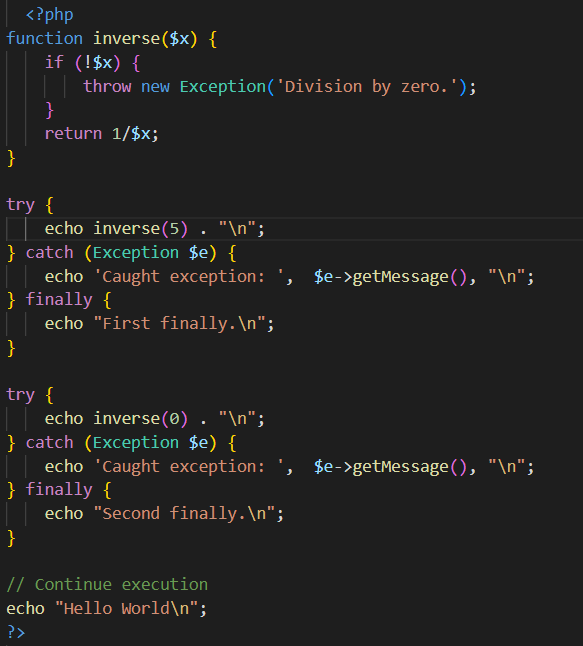 <?php
function inverse($x) {
    if (!$x) {
        throw new Exception('Division by zero.');
    }
    return 1/$x;
}

try {
    echo inverse(5) . "\n";
} catch (Exception $e) {
    echo 'Caught exception: ',  $e->getMessage(), "\n";
} finally {
    echo "First finally.\n";
}

try {
    echo inverse(0) . "\n";
} catch (Exception $e) {
    echo 'Caught exception: ',  $e->getMessage(), "\n";
} finally {
    echo "Second finally.\n";
}

// Continue execution
echo "Hello World\n";
?>